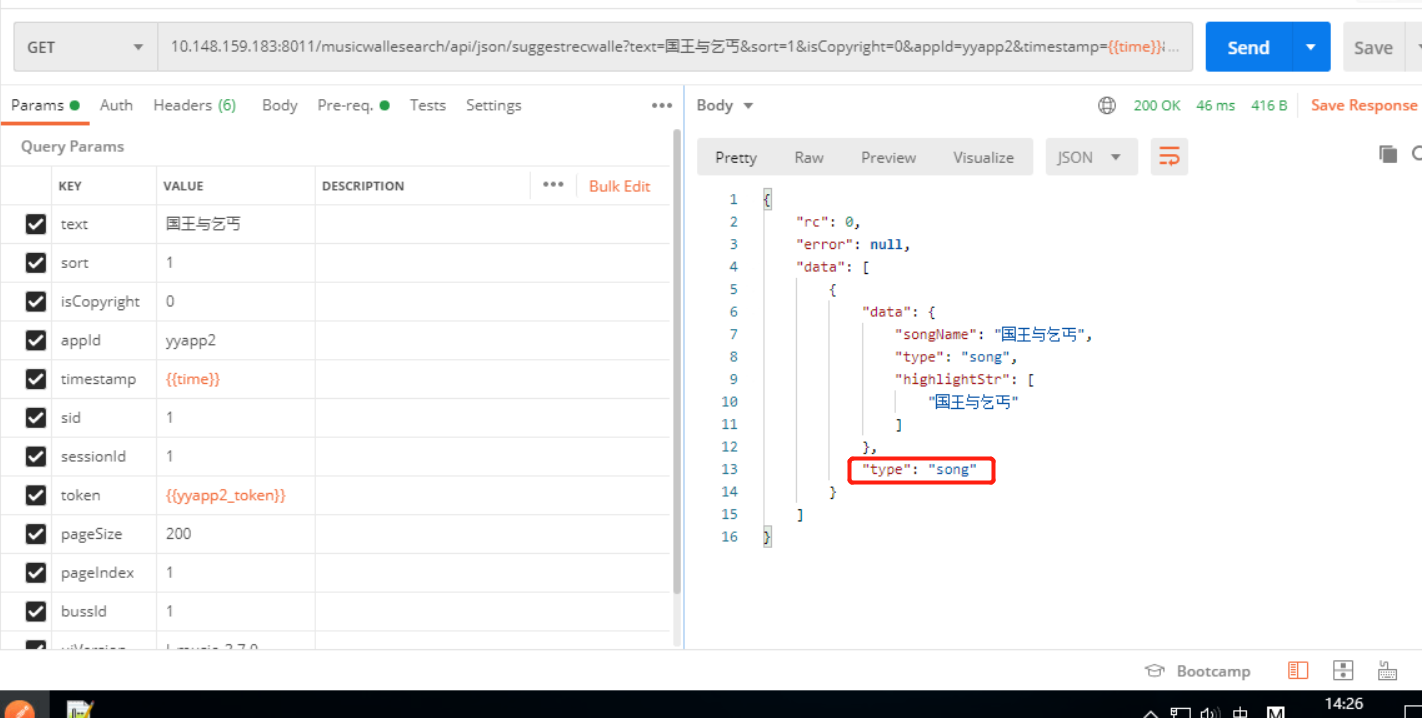 GET
10.148.159.183:8011/musicwallesearch/api/json/suggestrecwalle?text=国王与乞丐&sort=1&isCopyright=0&appId=yyapp2&timestamp={{time}}&...
Send
Save
Params
Auth
Headers (6)
Body
Pre-req.
Tests
Settings
•••
Body
200 OK
46 ms
416 B
Save Response
Query Params
Pretty
Raw
Preview
Visualize
JSON
KEY
VALUE
DESCRIPTION
•••
Bulk Edit
text
国王与乞丐
sort
1
isCopyright
0
appId
yyapp2
timestamp
{{time}}
sid
1
sessionId
1
token
{{yyapp2_token}}
pageSize
200
pageIndex
1
bussId
1
1 {
2 "rc": 0,
3 "error": null,
4 "data": [
5 {
6 "data": {
7 "songName": "国王与乞丐",
8 "type": "song",
9 "highlightStr": [
10 "国王与乞丐"
11 ]
12 },
13 "type": "song"
14 }
15 ]
16 }
Bootcamp
中
M
14:26